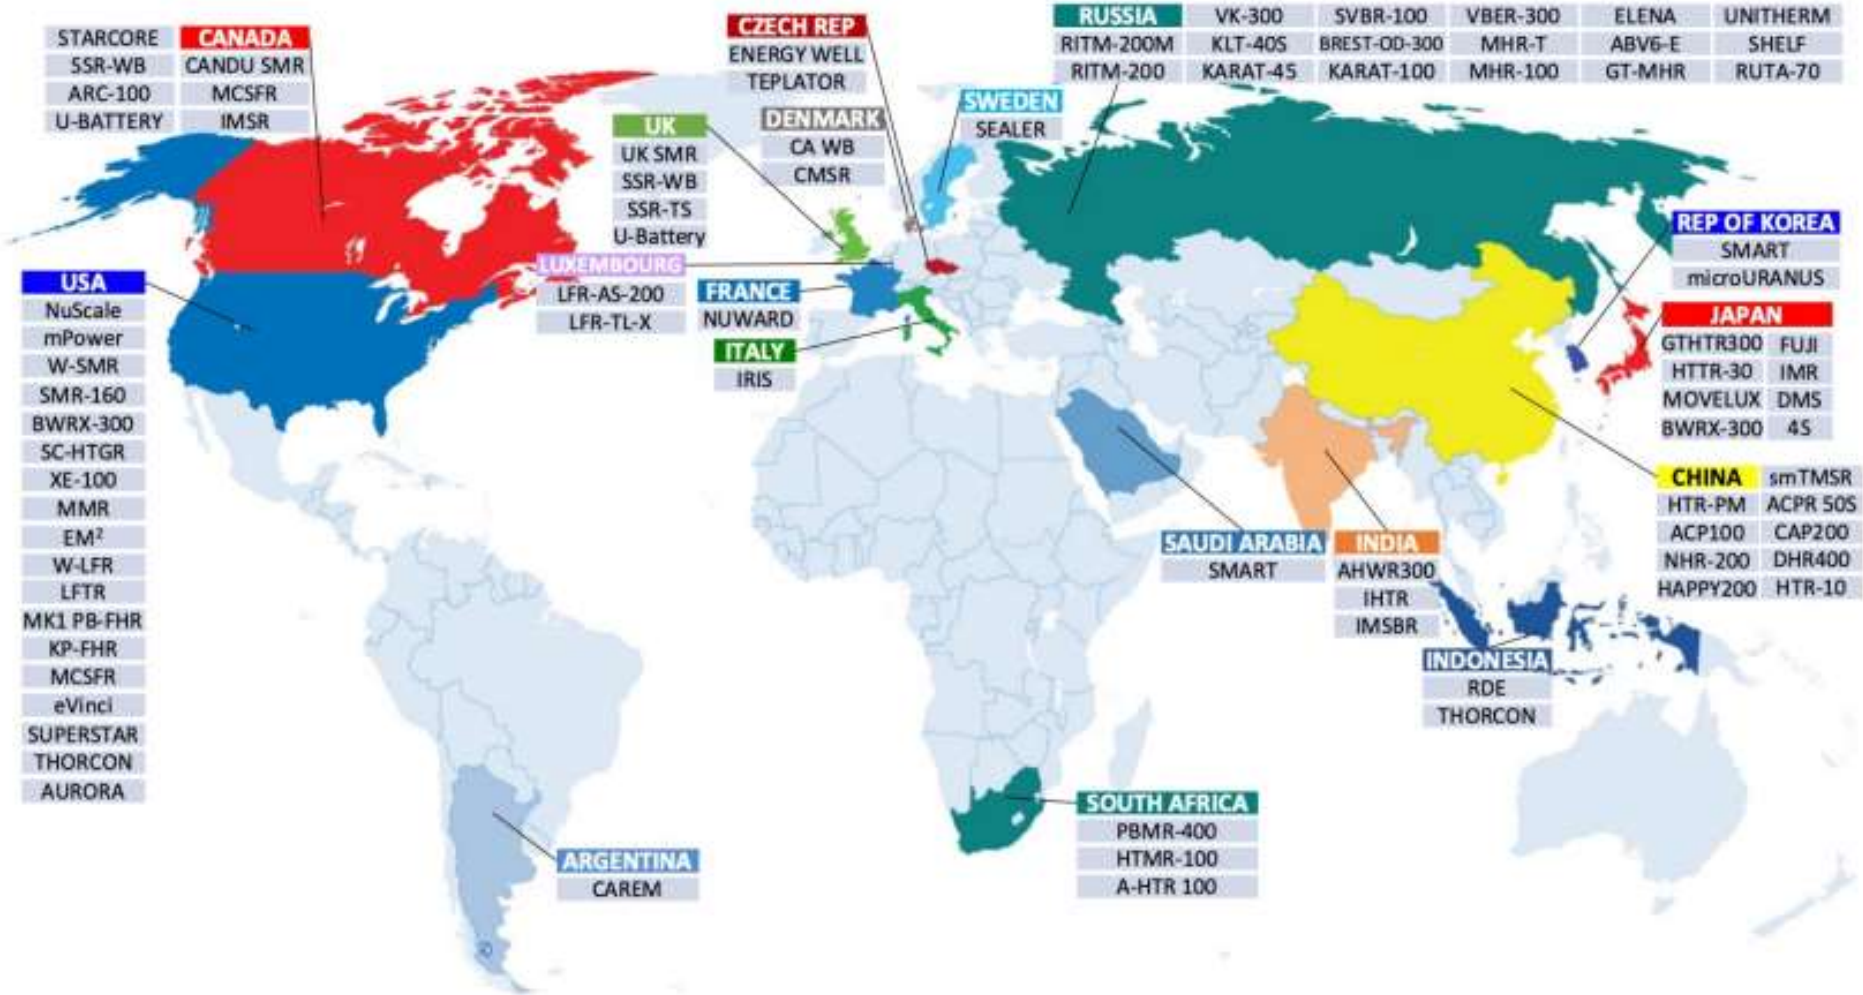 STARCORE CANADA
SSR-WB CANDU SMR
ARC-100 MCSFR
U-BATTERY IMSR
CZECH REP
ENERGY WELL
TEPLATOR
RUSSIA VK-300 SVBR-100 VBER-300 ELENA UNITHERM
RITM-200M KLT-40S BREST-OD-300 MHR-T ABV6-E SHELF
RITM-200 KARAT-45 KARAT-100 MHR-100 GT-MHR RUTA-70
UK
UK SMR
SSR-WB
SSR-TS
U-Battery
DENMARK
CA WB
CMSR
SWEDEN
SEALER
LUXEMBOURG
LFR-AS-200
LFR-TL-X
FRANCE
NUWARD
ITALY
IRIS
REP OF KOREA
SMART
microURANUS
JAPAN
GTHTR300 FUJI
HTTR-30 IMR
MOVELUX DMS
BWRX-300 4S
USA
NuScale
mPower
W-SMR
SMR-160
BWRX-300
SC-HTGR
XE-100
MMR
EM²
W-LFR
LFTR
MK1 PB-FHR
KP-FHR
MCSFR
eVinci
SUPERSTAR
THORCON
AURORA
CHINA smTMSR
HTR-PM ACPR 50S
ACP100 CAP200
NHR-200 DHR400
HAPPY200 HTR-10
SAUDI ARABIA
SMART
INDIA
AHWR300
IHTR
IMSBR
INDONESIA
RDE
THORCON
SOUTH AFRICA
PBMR-400
HTMR-100
A-HTR 100
ARGENTINA
CAREM